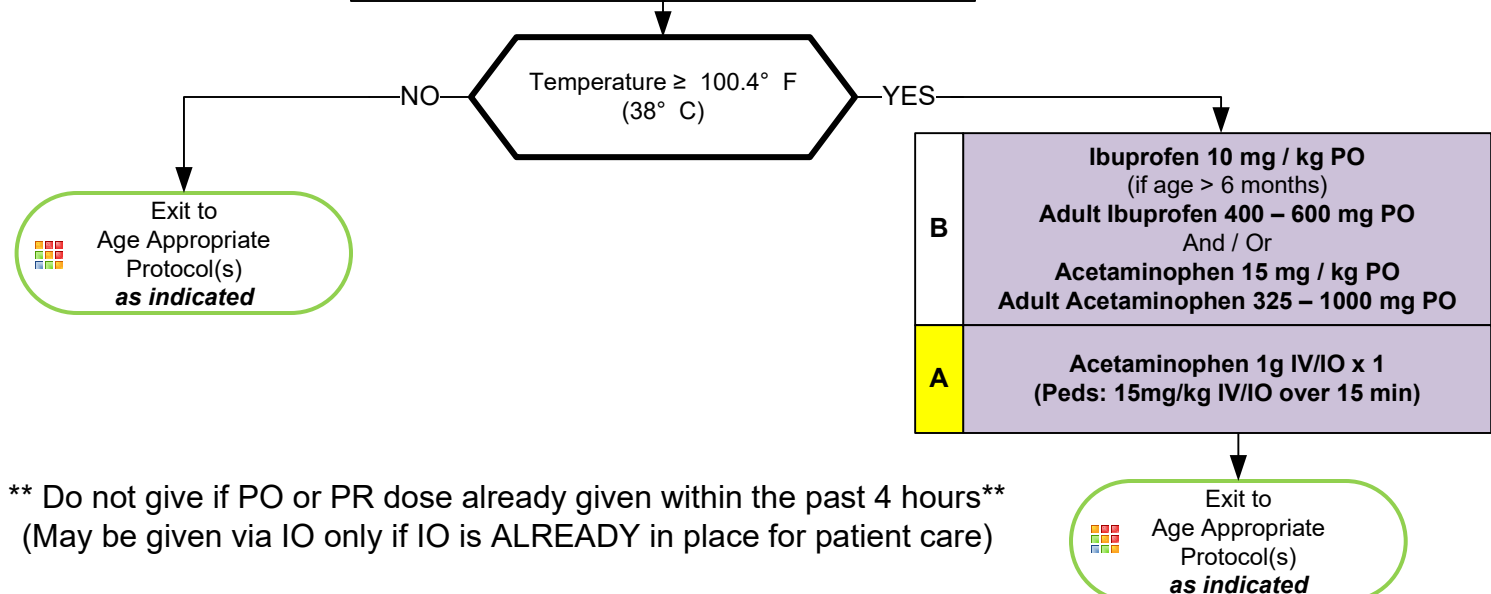 Temperature ≥ 100.4° F
(38° C)
NO
YES
Exit to
Age Appropriate
Protocol(s)
as indicated
B
Ibuprofen 10 mg / kg PO
(if age > 6 months)
Adult Ibuprofen 400 – 600 mg PO
And / Or
Acetaminophen 15 mg / kg PO
Adult Acetaminophen 325 – 1000 mg PO
A
Acetaminophen 1g IV/IO x 1
(Peds: 15mg/kg IV/IO over 15 min)
** Do not give if PO or PR dose already given within the past 4 hours**
(May be given via IO only if IO is ALREADY in place for patient care)
Exit to
Age Appropriate
Protocol(s)
as indicated